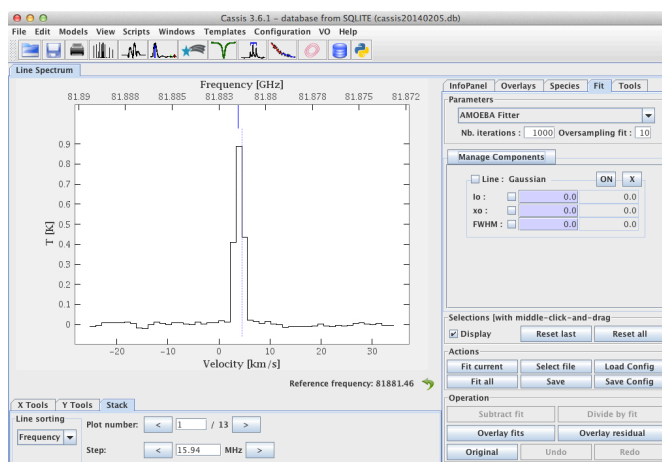 Cassis 3.6.1 - database from SQLITE (cassis20140205.db)
File Edit Models View Scripts Windows Templates Configuration VO Help
Line Spectrum
Frequency [GHz]
81.89 81.888 81.885 81.883 81.88 81.878 81.875 81.872
T [K]
0.9
0.8
0.7
0.6
0.5
0.4
0.3
0.2
0.1
0
-20 -10 0 10 20 30
Velocity [km/s]
Reference frequency: 81881.46
X Tools Y Tools Stack
Line sorting
Frequency
Plot number: < 1 / 13 >
Step: < 15.94 MHz >
InfoPanel Overlays Species Fit Tools
Parameters
AMOEBA Fitter
Nb. iterations : 1000 Oversampling fit : 10
Manage Components
Line : Gaussian ON X
Io : 0.0 0.0
xo : 0.0 0.0
FWHM : 0.0 0.0
Selections [with middle-click-and-drag
Display Reset last Reset all
Actions
Fit current Select file Load Config
Fit all Save Save Config
Operation
Subtract fit Divide by fit
Overlay fits Overlay residual
Original Undo Redo